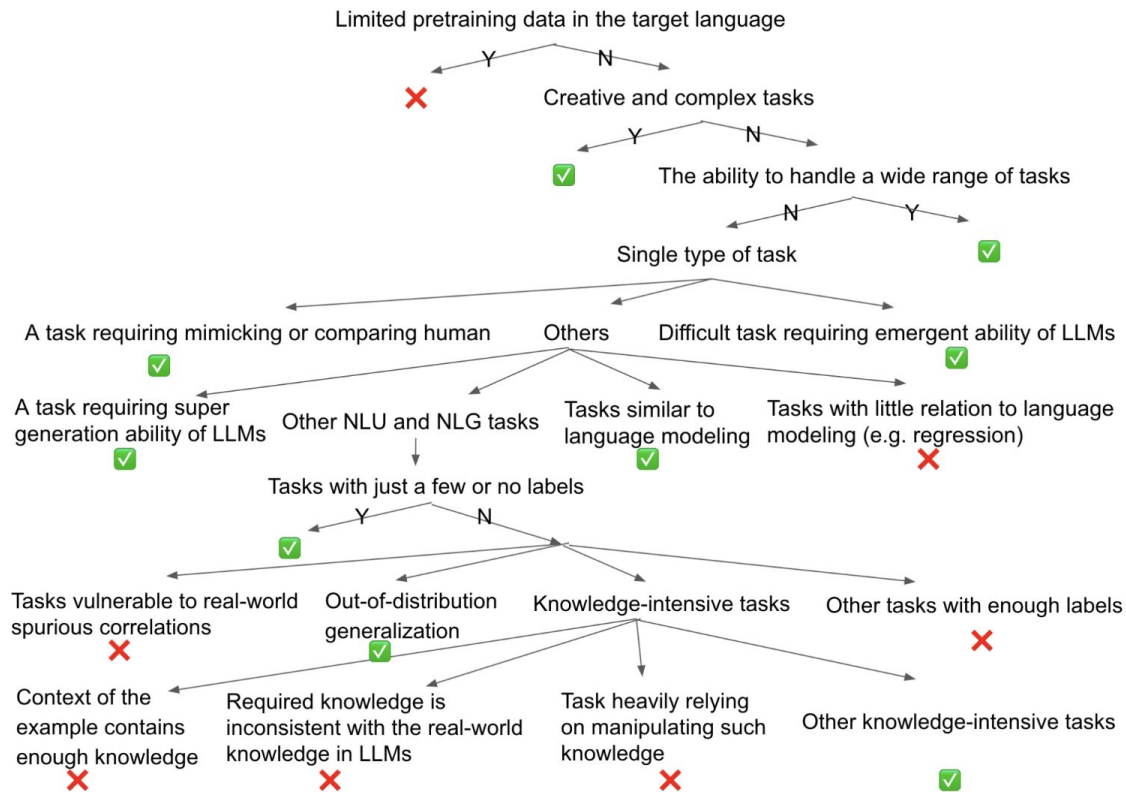 Limited pretraining data in the target language
Y N
Creative and complex tasks
Y N
The ability to handle a wide range of tasks
N Y
Single type of task
A task requiring mimicking or comparing human
Others
Difficult task requiring emergent ability of LLMs
A task requiring super
generation ability of LLMs
Other NLU and NLG tasks
Tasks similar to
language modeling
Tasks with little relation to language
modeling (e.g. regression)
Tasks with just a few or no labels
Y N
Tasks vulnerable to real-world
spurious correlations
Out-of-distribution
generalization
Knowledge-intensive tasks
Other tasks with enough labels
Context of the
example contains
enough knowledge
Required knowledge is
inconsistent with the real-world
knowledge in LLMs
Task heavily relying
on manipulating such
knowledge
Other knowledge-intensive tasks